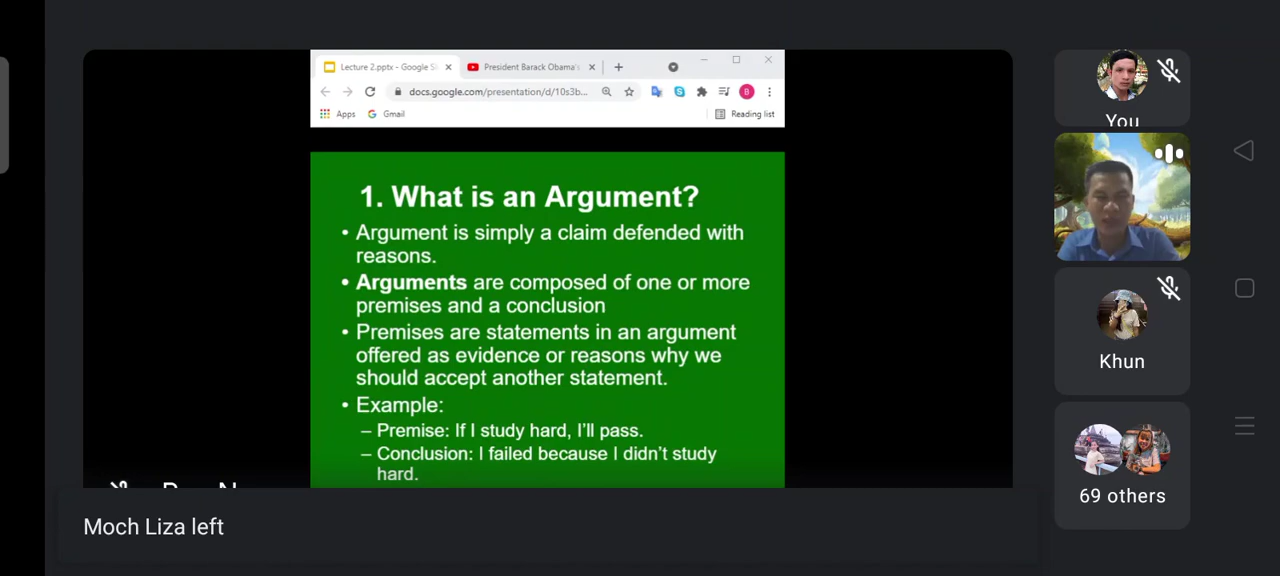 Lecture 2.pptx - Google S
President Barack Obama's
docs.google.com/presentation/d/10s3b...
B
Apps
Gmail
Reading list
1. What is an Argument?
• Argument is simply a claim defended with
reasons.
• Arguments are composed of one or more
premises and a conclusion
• Premises are statements in an argument
offered as evidence or reasons why we
should accept another statement.
• Example:
– Premise: If I study hard, I'll pass.
– Conclusion: I failed because I didn't study
hard.
Moch Liza left
You
Khun
69 others